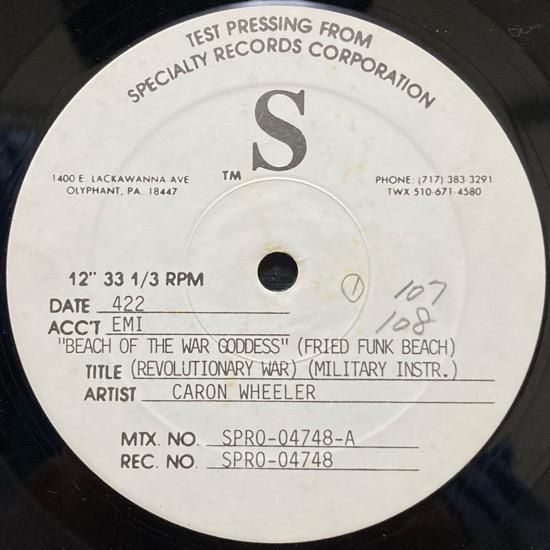 TEST PRESSING FROM
SPECIALTY RECORDS CORPORATION
S
TM
1400 E. LACKAWANNA AVE
OLYPHANT, PA. 18447
PHONE: (717) 383-3291
TWX 510-671-4580
12" 33 1/3 RPM
1 107
108
DATE 422
ACC'T EMI
"BEACH OF THE WAR GODDESS" (FRIED FUNK BEACH)
TITLE (REVOLUTIONARY WAR) (MILITARY INSTR.)
ARTIST CARON WHEELER
MTX. NO. SPRO-04748-A
REC. NO. SPRO-04748